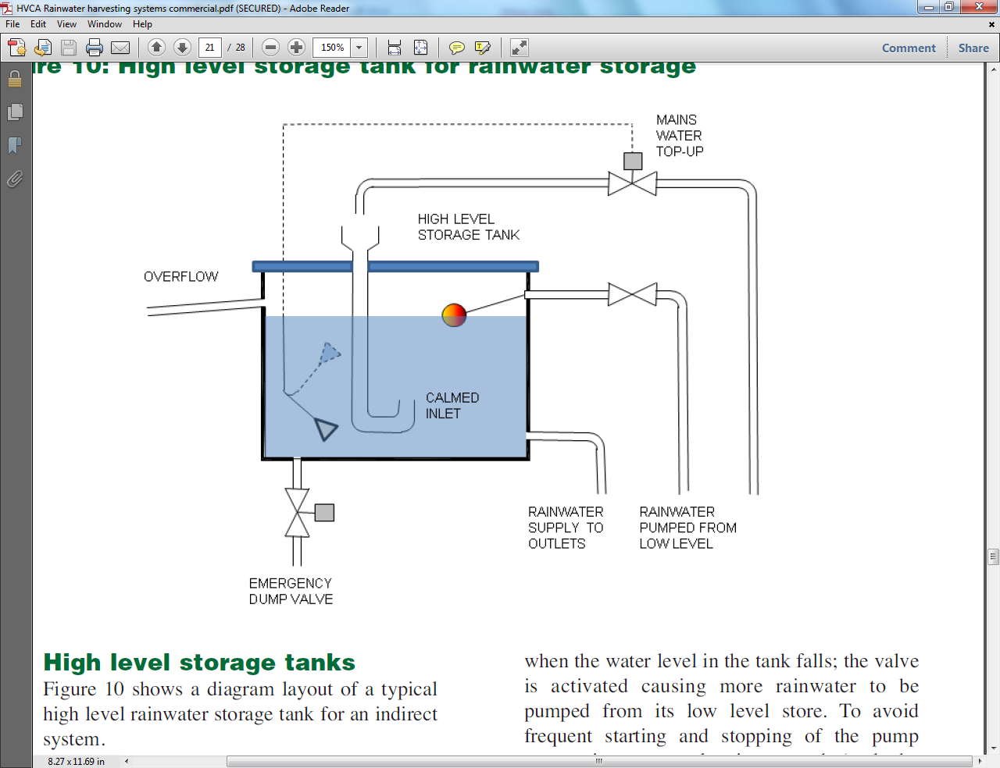 HVCA Rainwater harvesting systems commercial.pdf (SECURED) - Adobe Reader
File Edit View Window Help
21 / 28 150% Comment Share
re 10: High level storage tank for rainwater storage
MAINS
WATER
TOP-UP
HIGH LEVEL
STORAGE TANK
OVERFLOW
CALMED
INLET
RAINWATER
SUPPLY TO
OUTLETS
RAINWATER
PUMPED FROM
LOW LEVEL
EMERGENCY
DUMP VALVE
High level storage tanks
Figure 10 shows a diagram layout of a typical
high level rainwater storage tank for an indirect
system.
when the water level in the tank falls; the valve
is activated causing more rainwater to be
pumped from its low level store. To avoid
frequent starting and stopping of the pump
8.27 x 11.69 in